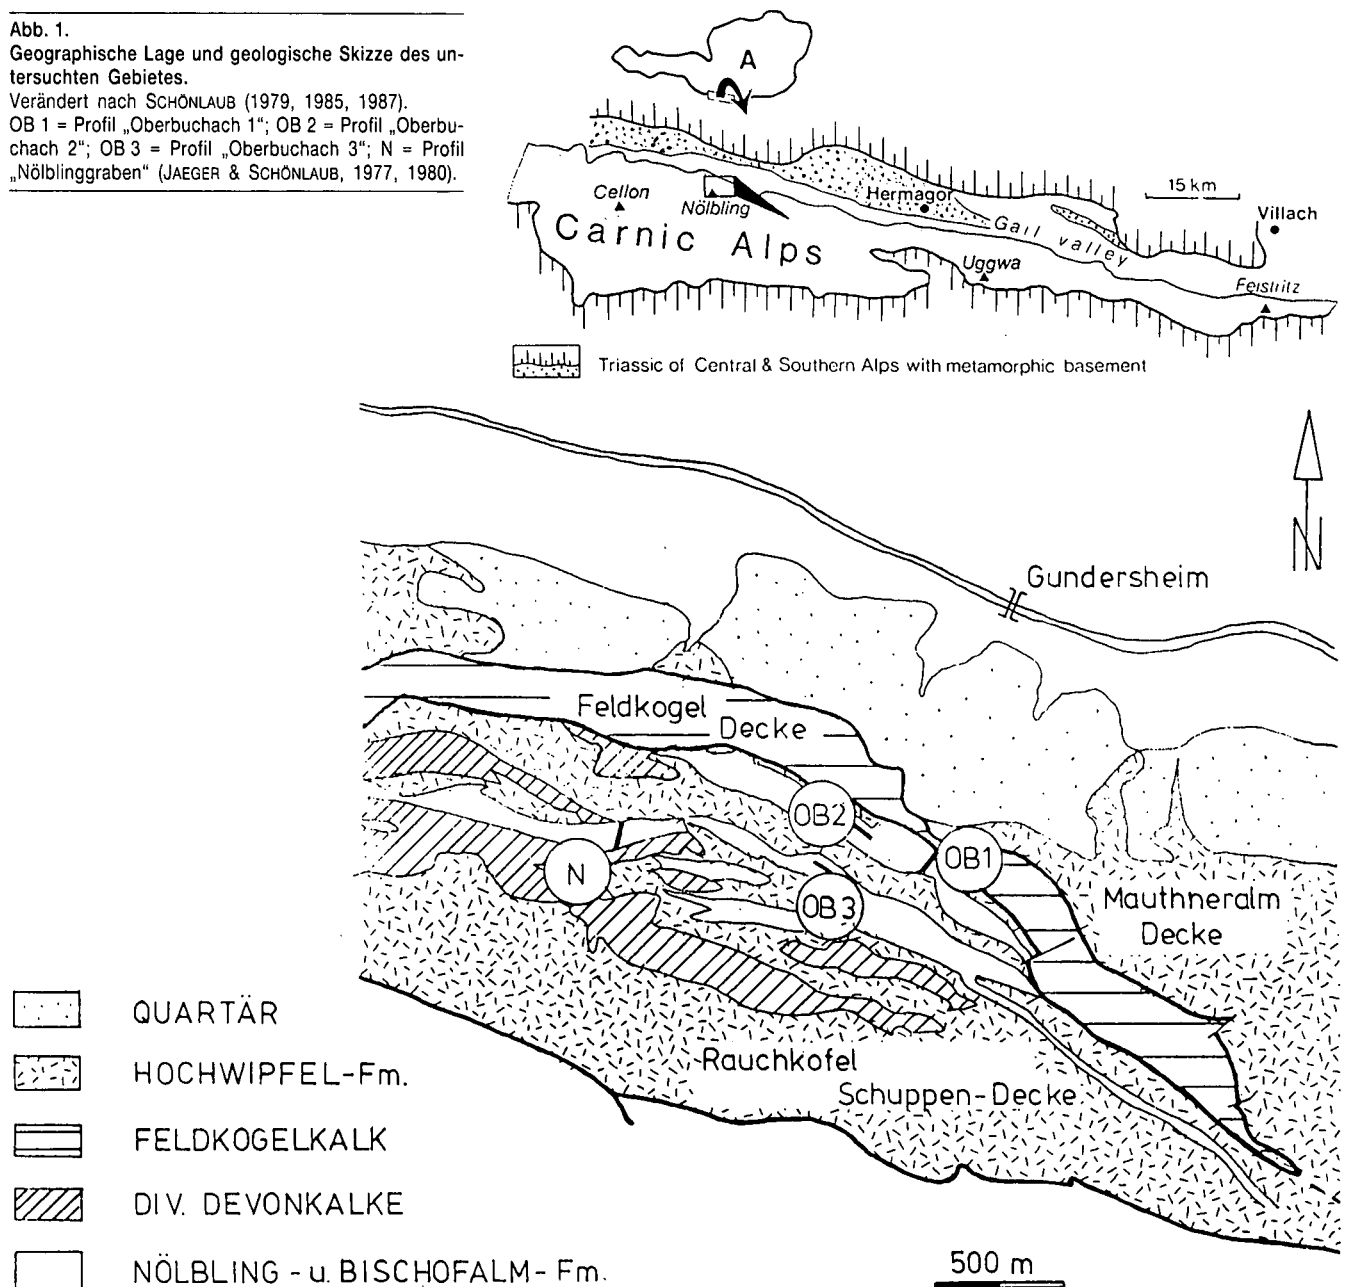 Abb. 1.
Geographische Lage und geologische Skizze des un-
tersuchten Gebietes.
Verändert nach SCHÖNLAUB (1979, 1985, 1987).
OB 1 = Profil „Oberbuchach 1“; OB 2 = Profil „Oberbu-
chach 2“; OB 3 = Profil „Oberbuchach 3“; N = Profil
„Nölblinggraben“ (JAEGER & SCHÖNLAUB, 1977, 1980).
A
15 km
Cellon
Nölbling
Hermagor
Villach
Carnic Alps
Gail valley
Uggwa
Feistritz
Triassic of Central & Southern Alps with metamorphic basement
N
Gundersheim
Feldkogel
Decke
OB2
OB1
N
OB3
Mauthneralm
Decke
Rauchkofel
Schuppen-Decke
QUARTÄR
HOCHWIPFEL-Fm.
FELDKOGELKALK
DIV. DEVONKALKE
NÖLBLING - u. BISCHOFALM - Fm.
500 m